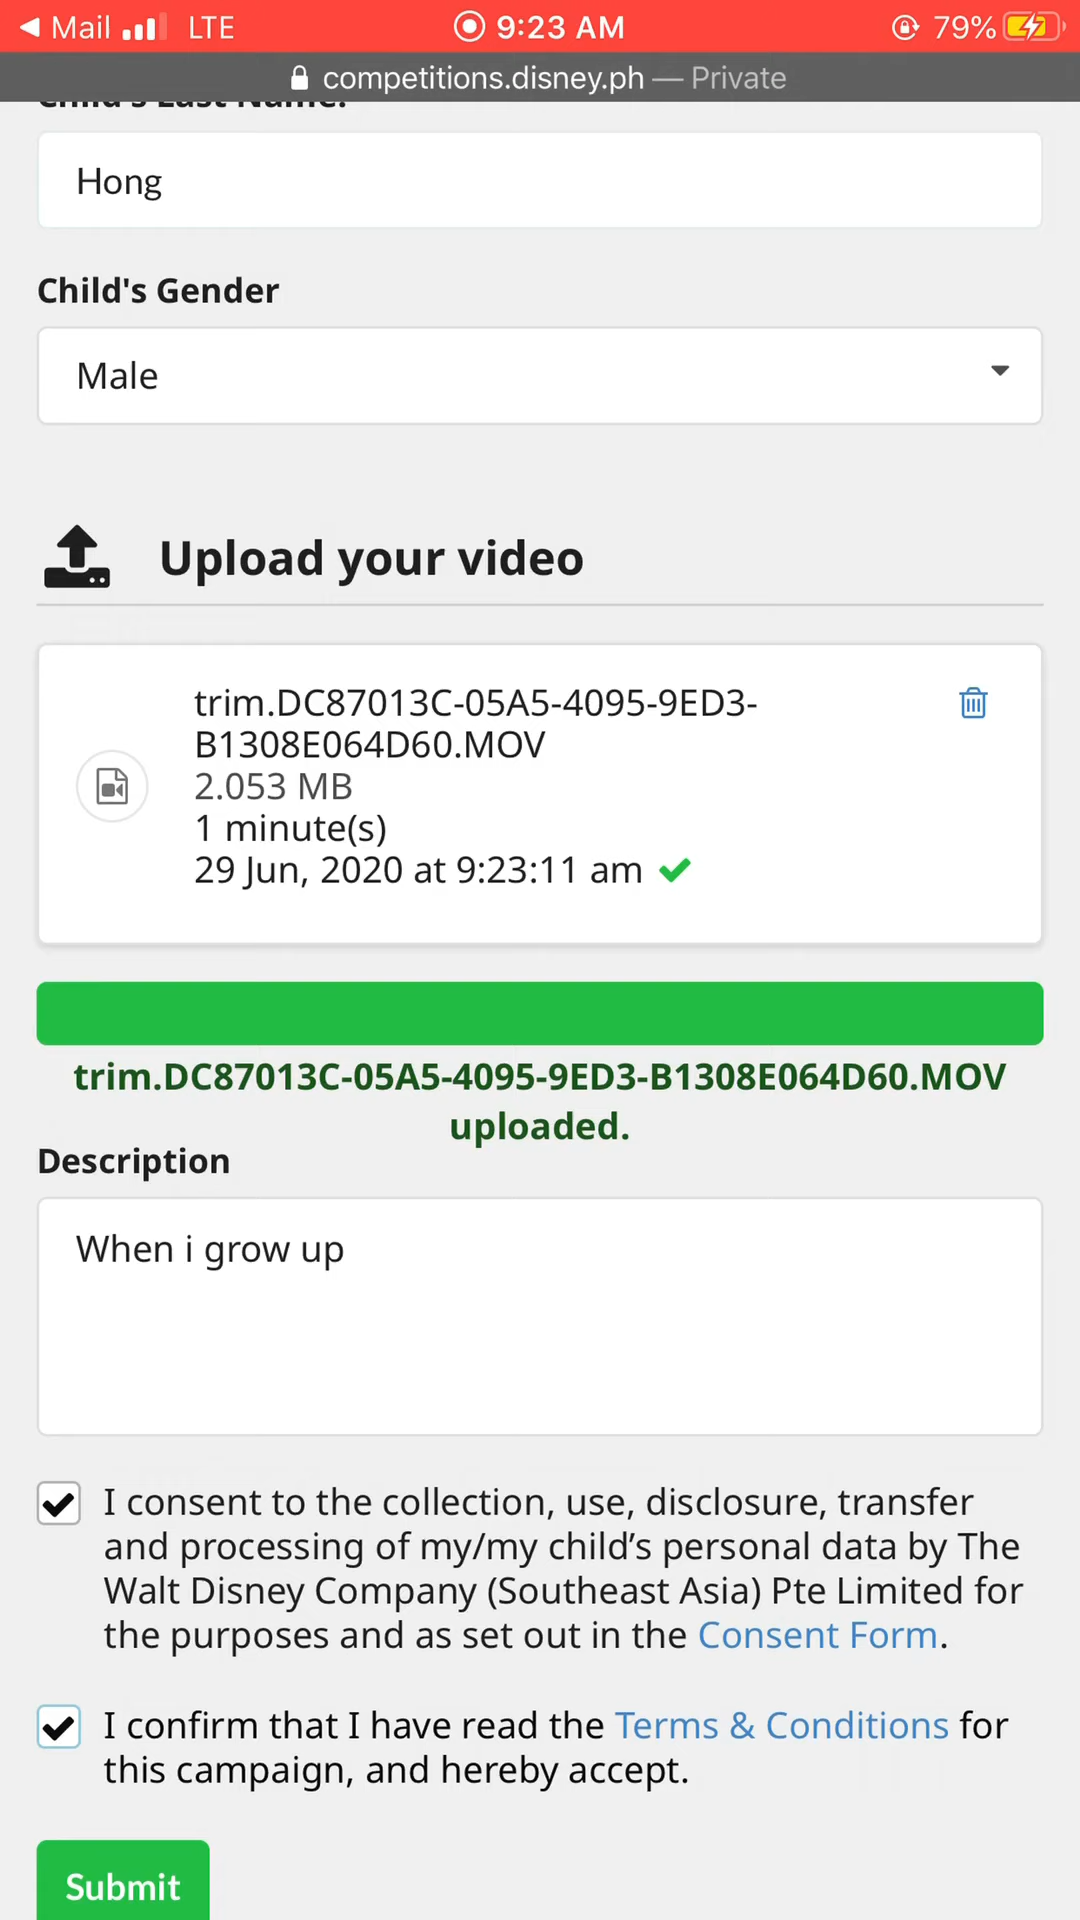 Mail LTE 9:23 AM 79%
competitions.disney.ph — Private
Child's Last Name:
Hong
Child's Gender
Male
Upload your video
trim.DC87013C-05A5-4095-9ED3-
B1308E064D60.MOV
2.053 MB
1 minute(s)
29 Jun, 2020 at 9:23:11 am
trim.DC87013C-05A5-4095-9ED3-B1308E064D60.MOV
uploaded.
Description
When i grow up
I consent to the collection, use, disclosure, transfer
and processing of my/my child’s personal data by The
Walt Disney Company (Southeast Asia) Pte Limited for
the purposes and as set out in the Consent Form.
I confirm that I have read the Terms & Conditions for
this campaign, and hereby accept.
Submit